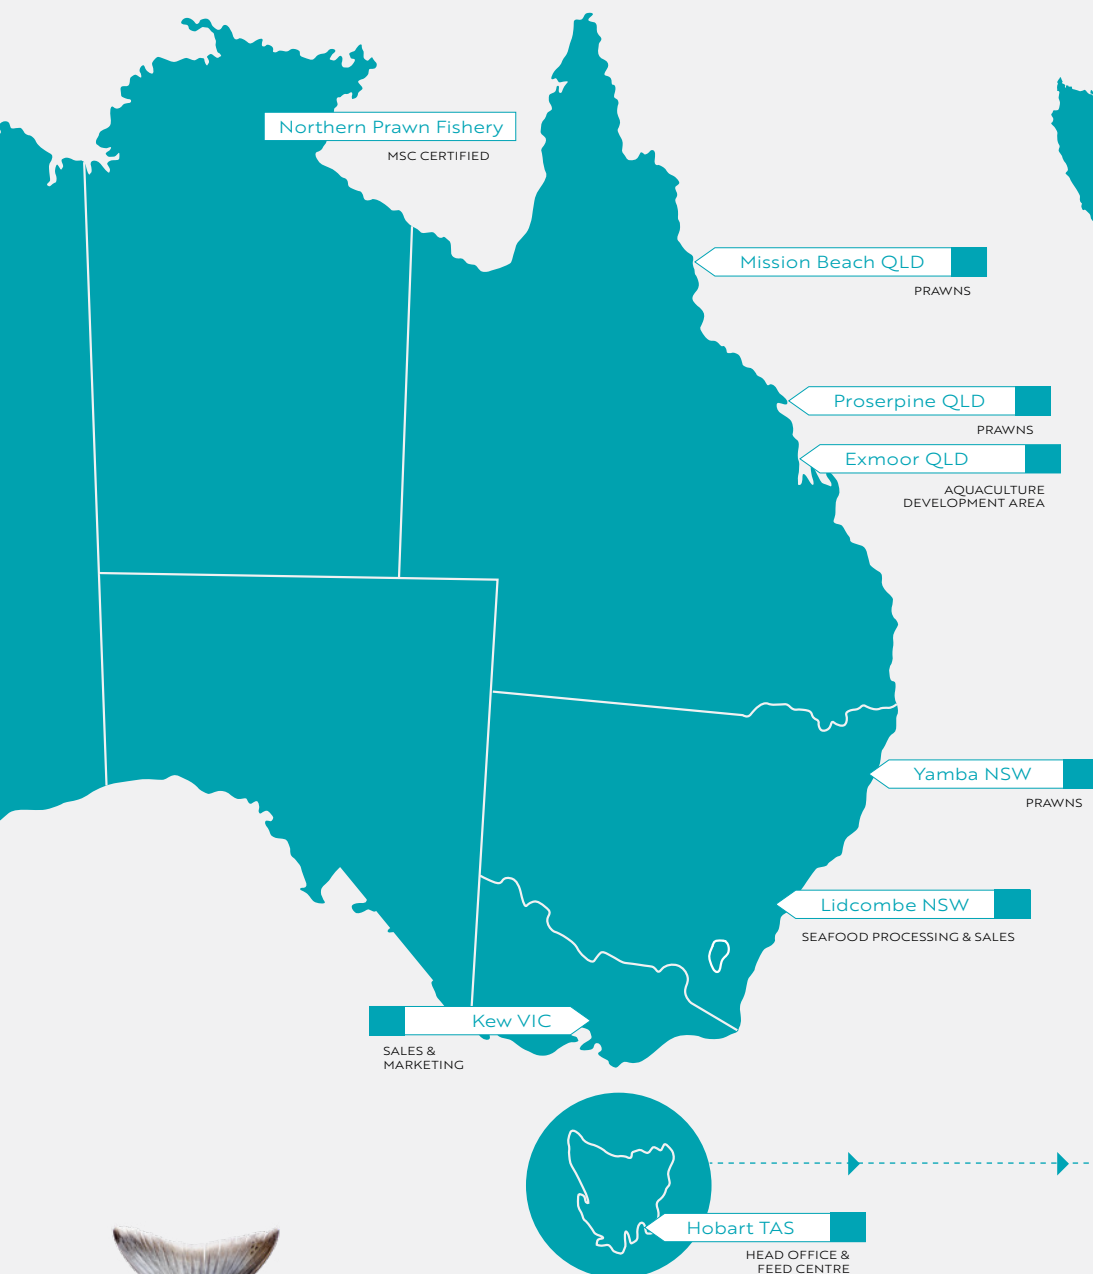 Northern Prawn Fishery
MSC CERTIFIED
Mission Beach QLD
PRAWNS
Proserpine QLD
PRAWNS
Exmoor QLD
AQUACULTURE
DEVELOPMENT AREA
Yamba NSW
PRAWNS
Lidcombe NSW
SEAFOOD PROCESSING & SALES
Kew VIC
SALES &
MARKETING
Hobart TAS
HEAD OFFICE &
FEED CENTRE